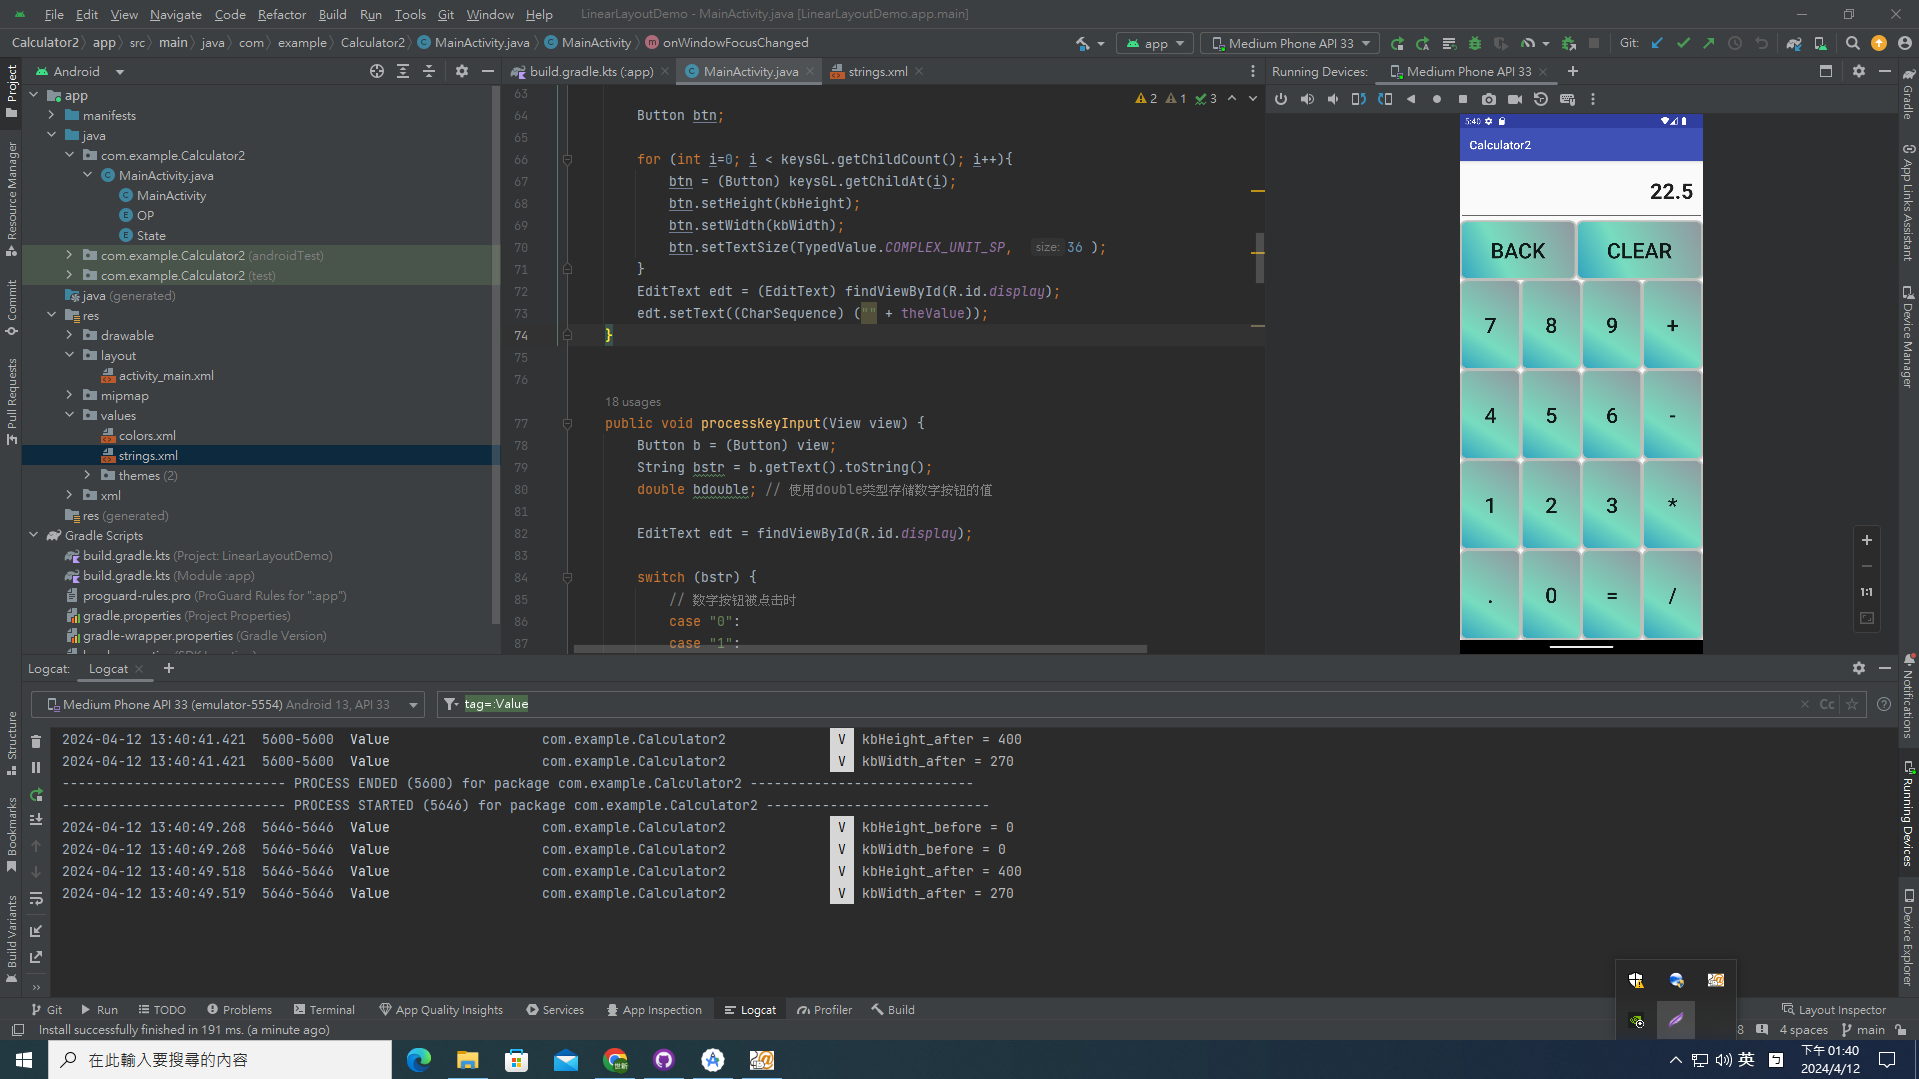 File Edit View Navigate Code Refactor Build Run Tools Git Window Help LinearLayoutDemo - MainActivity.java [LinearLayoutDemo.app.main]
Calculator2 app src main java com example Calculator2 MainActivity.java MainActivity onWindowFocusChanged
app Medium Phone API 33 Git:
Android
app
manifests
java
com.example.Calculator2
MainActivity.java
MainActivity
OP
State
com.example.Calculator2 (androidTest)
com.example.Calculator2 (test)
java (generated)
res
drawable
layout
activity_main.xml
mipmap
values
colors.xml
strings.xml
themes (2)
xml
res (generated)
Gradle Scripts
build.gradle.kts (Project: LinearLayoutDemo)
build.gradle.kts (Module :app)
proguard-rules.pro (ProGuard Rules for ":app")
gradle.properties (Project Properties)
gradle-wrapper.properties (Gradle Version)
build.gradle.kts (:app) MainActivity.java strings.xml
2 1 3
63
64 Button btn;
65
66 for (int i=0; i < keysGL.getChildCount(); i++){
67 btn = (Button) keysGL.getChildAt(i);
68 btn.setHeight(kbHeight);
69 btn.setWidth(kbWidth);
70 btn.setTextSize(TypedValue.COMPLEX_UNIT_SP, size: 36 );
71 }
72 EditText edt = (EditText) findViewById(R.id.display);
73 edt.setText((CharSequence) ("" + theValue));
74 }
75
76
18 usages
77 public void processKeyInput(View view) {
78 Button b = (Button) view;
79 String bstr = b.getText().toString();
80 double bdouble; // 使用double类型存储数字按钮的值
81
82 EditText edt = findViewById(R.id.display);
83
84 switch (bstr) {
85 // 数字按钮被点击时
86 case "0":
87 case "1":
Running Devices: Medium Phone API 33
5:40
Calculator2
22.5
BACK CLEAR
7 8 9 +
4 5 6 -
1 2 3 *
. 0 = /
1:1
Project
Resource Manager
Commit
Pull Requests
Structure
Bookmarks
Build Variants
Gradle
App Links Assistant
Device Manager
Notifications
Running Devices
Device Explorer
Logcat: Logcat
Medium Phone API 33 (emulator-5554) Android 13, API 33 tag=:Value Cc
2024-04-12 13:40:41.421 5600-5600 Value com.example.Calculator2 V kbHeight_after = 400
2024-04-12 13:40:41.421 5600-5600 Value com.example.Calculator2 V kbWidth_after = 270
---------------------------- PROCESS ENDED (5600) for package com.example.Calculator2 ----------------------------
---------------------------- PROCESS STARTED (5646) for package com.example.Calculator2 ----------------------------
2024-04-12 13:40:49.268 5646-5646 Value com.example.Calculator2 V kbHeight_before = 0
2024-04-12 13:40:49.268 5646-5646 Value com.example.Calculator2 V kbWidth_before = 0
2024-04-12 13:40:49.518 5646-5646 Value com.example.Calculator2 V kbHeight_after = 400
2024-04-12 13:40:49.519 5646-5646 Value com.example.Calculator2 V kbWidth_after = 270
Git Run TODO Problems Terminal App Quality Insights Services App Inspection Logcat Profiler Build Layout Inspector
Install successfully finished in 191 ms. (a minute ago) 8 4 spaces main
在此輸入要搜尋的內容
英
下午 01:40
2024/4/12